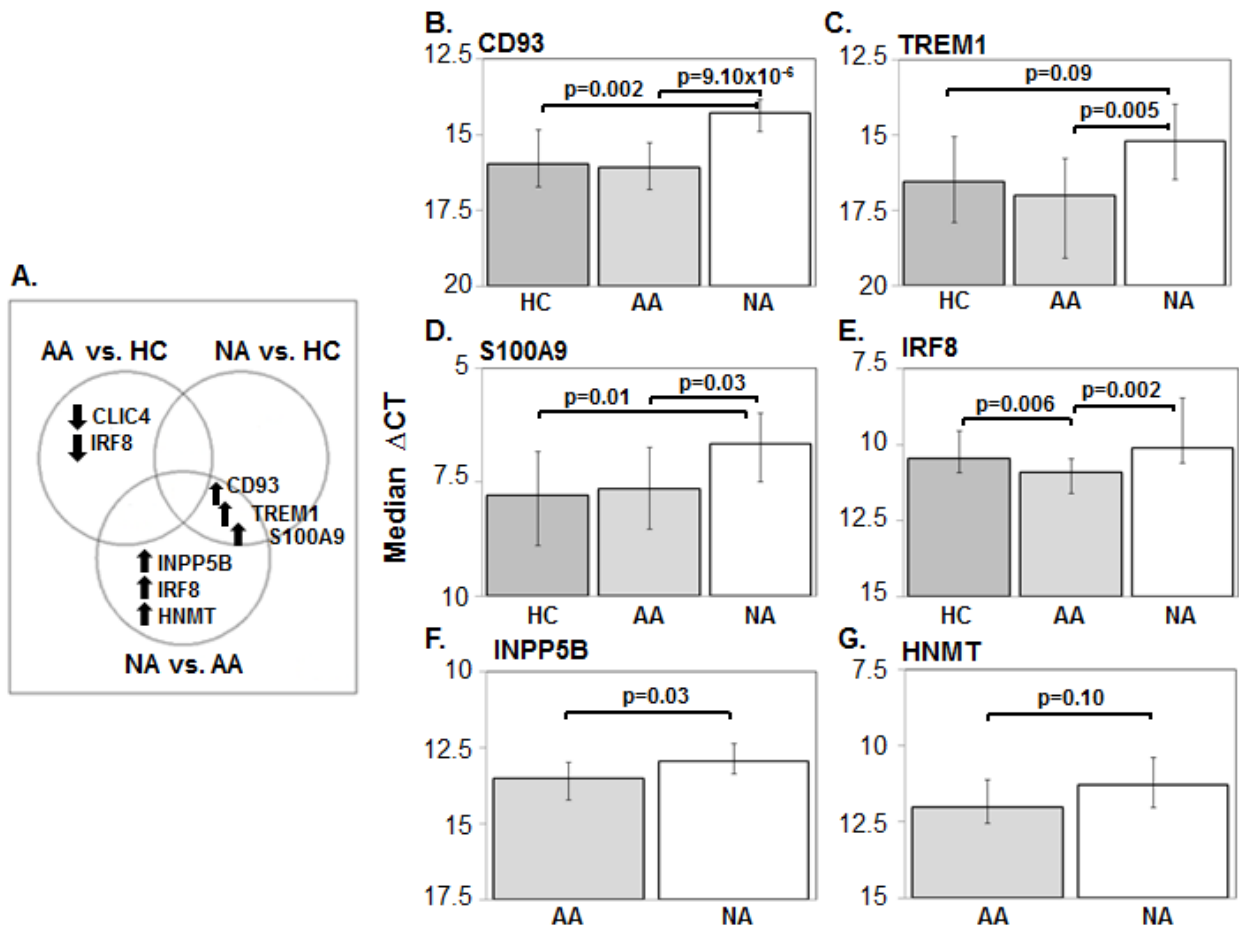 A.
AA vs. HC
NA vs. HC
CLIC4
IRF8
CD93
TREM1
S100A9
INPP5B
IRF8
HNMT
NA vs. AA
Median ΔCT
B.
CD93
12.5
15
17.5
20
p=0.002
p=9.10x10⁻⁶
HC AA NA
C.
TREM1
12.5
15
17.5
20
p=0.09
p=0.005
HC AA NA
D.
S100A9
5
7.5
10
p=0.01
p=0.03
HC AA NA
E.
IRF8
7.5
10
12.5
15
p=0.006
p=0.002
HC AA NA
F.
INPP5B
10
12.5
15
17.5
p=0.03
AA NA
G.
HNMT
7.5
10
12.5
15
p=0.10
AA NA